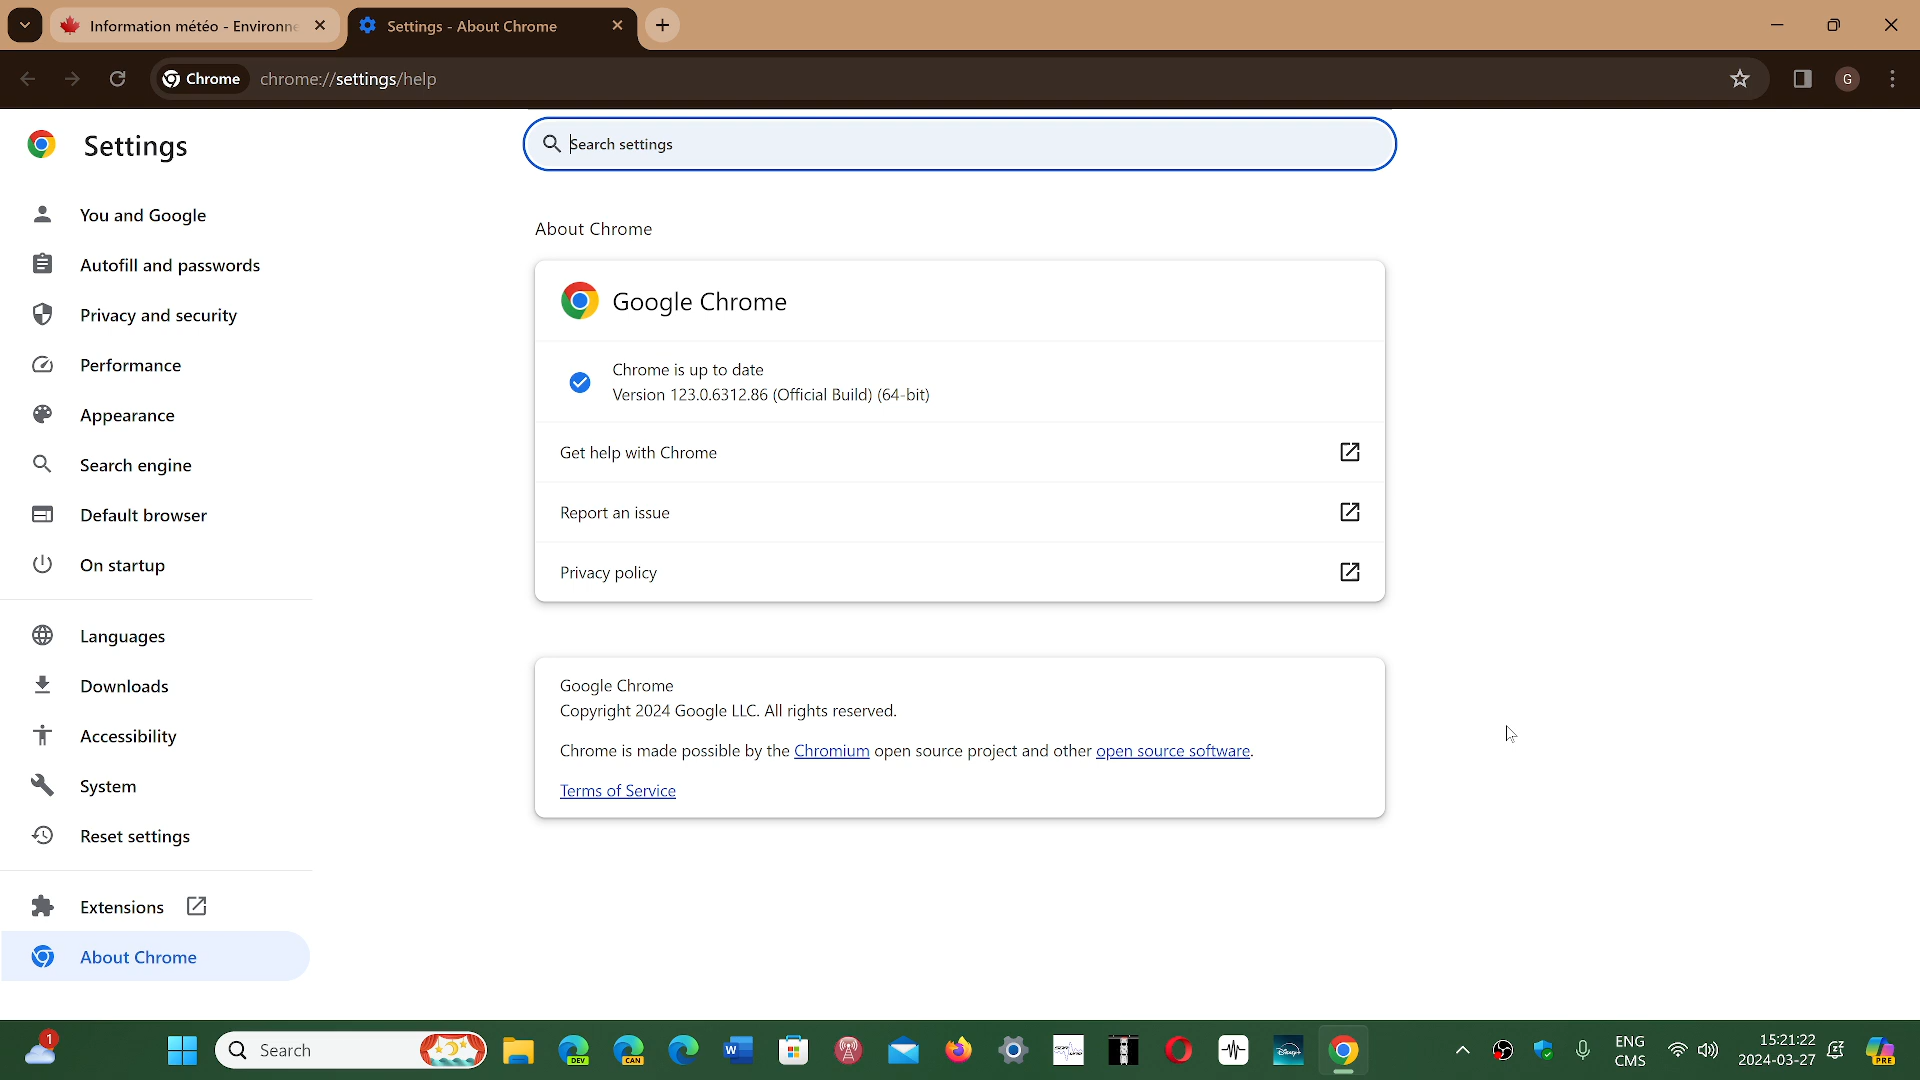 Information météo - Environne
Settings - About Chrome
Chrome
chrome://settings/help
G
Settings
Search settings
You and Google
Autofill and passwords
Privacy and security
Performance
Appearance
Search engine
Default browser
On startup
Languages
Downloads
Accessibility
System
Reset settings
Extensions
About Chrome
About Chrome
Google Chrome
Chrome is up to date
Version 123.0.6312.86 (Official Build) (64-bit)
Get help with Chrome
Report an issue
Privacy policy
Google Chrome
Copyright 2024 Google LLC. All rights reserved.
Chrome is made possible by the Chromium open source project and other open source software.
Terms of Service
1
Search
DEV
CAN
W
Disney+
ENG
CMS
15:21:22
2024-03-27
PRE